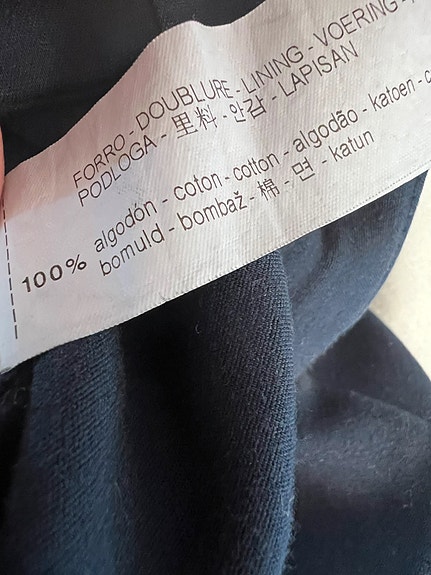 FORRO - DOUBLURE - LINING - VOERING -
PODLOGA - 里料 - 안감 - LAPISAN
100% algodón - coton - cotton - algodão - katoen - c
bomuld - bombaž - 棉 - 면 - katun